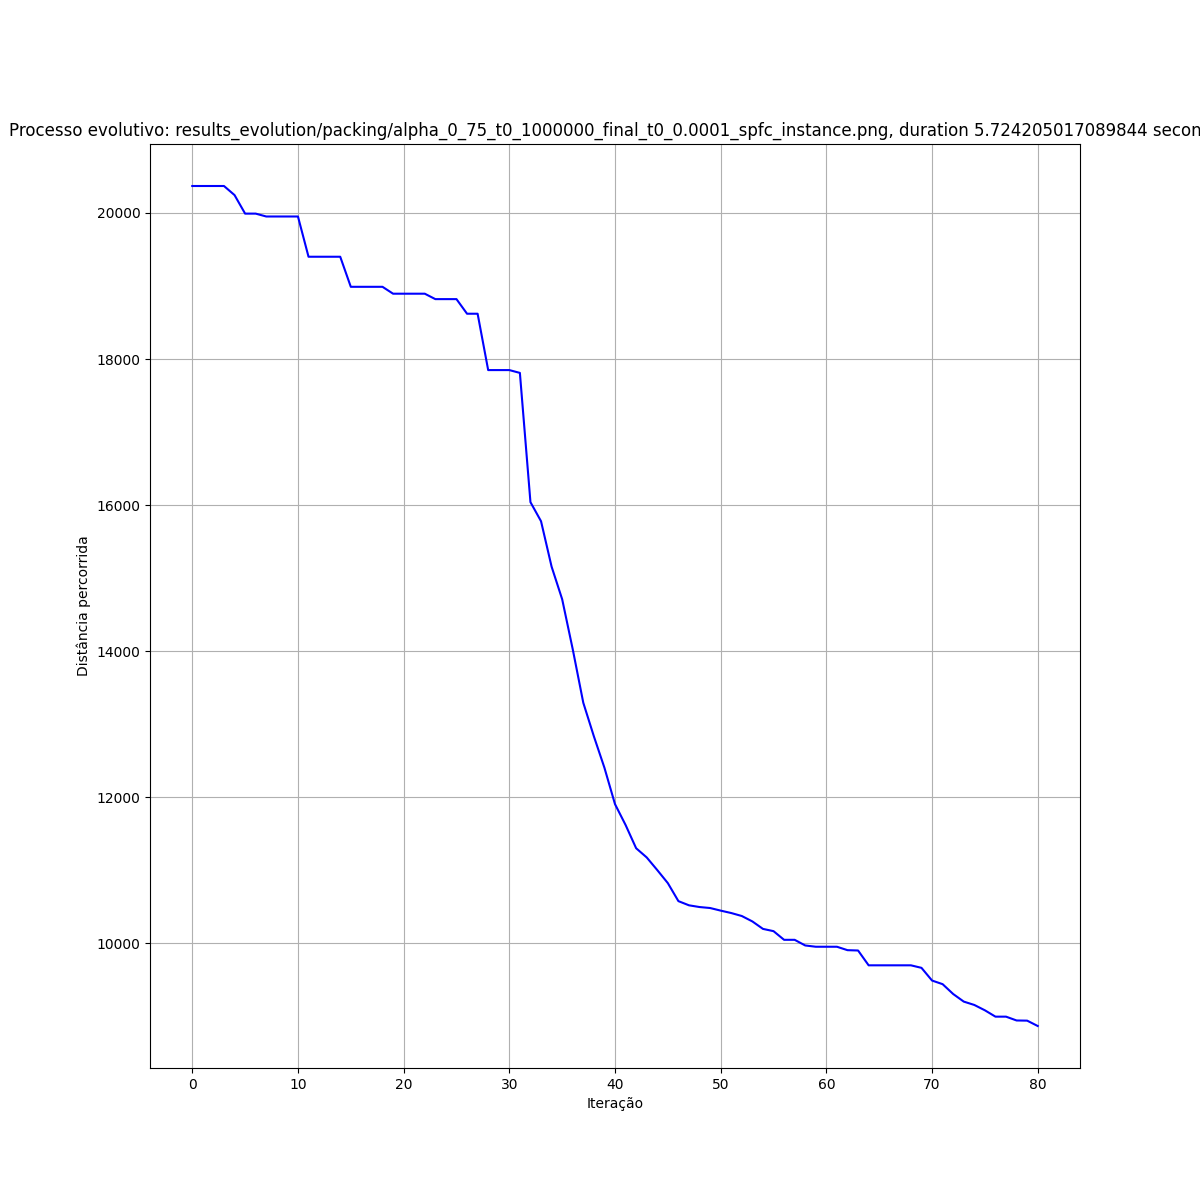 Processo evolutivo: results_evolution/packing/alpha_0_75_t0_1000000_final_t0_0.0001_spfc_instance.png, duration 5.724205017089844 secon
20000
18000
16000
14000
12000
10000
Distância percorrida
0 10 20 30 40 50 60 70 80
Iteração